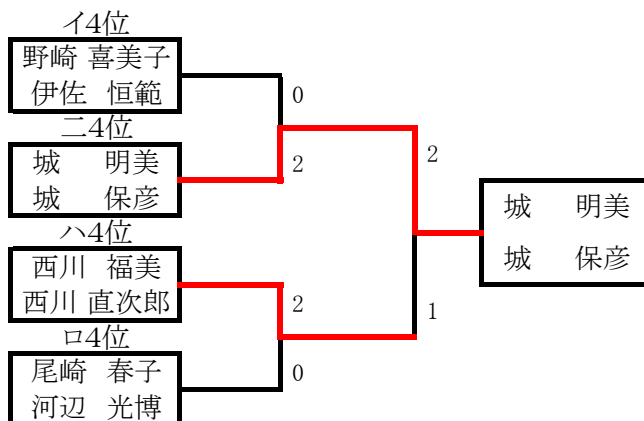 イ4位
野崎 喜美子
伊佐 恒範
0
ニ4位
城 明美
城 保彦
2
2
城 明美
城 保彦
ハ4位
西川 福美
西川 直次郎
2
1
ロ4位
尾崎 春子
河辺 光博
0